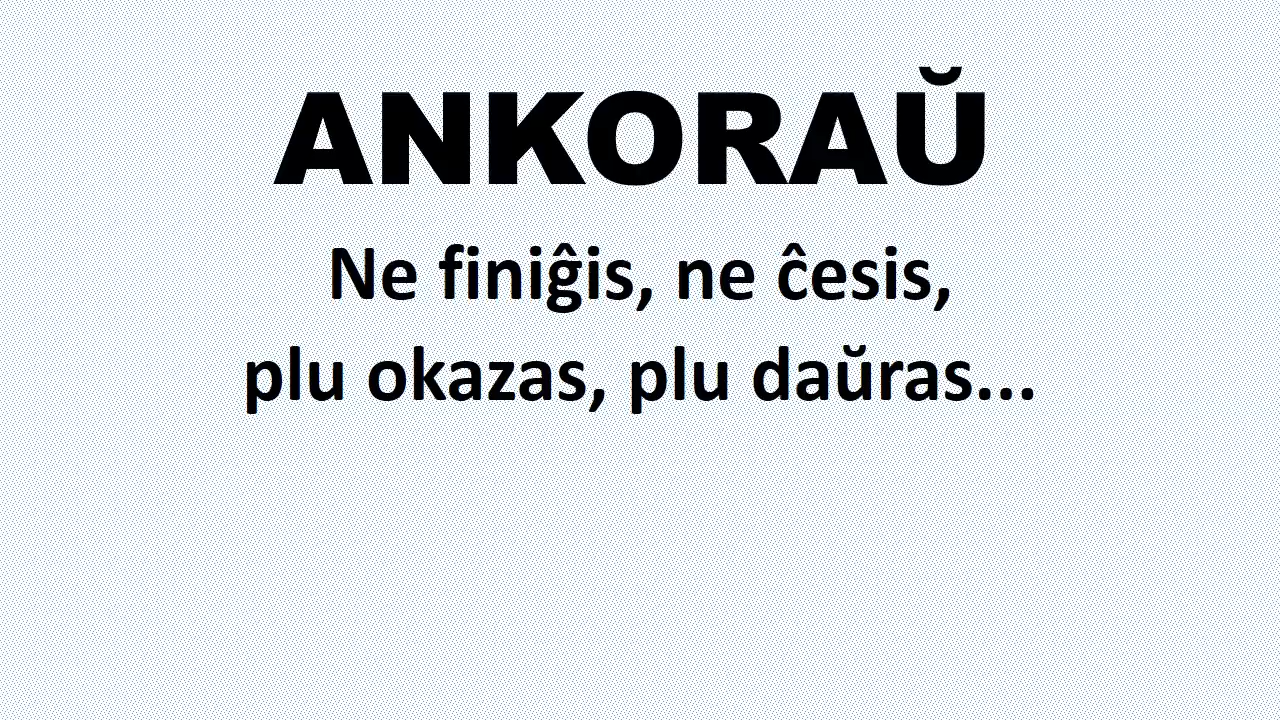 ANKORAŬ
Ne finiĝis, ne ĉesis,
plu okazas, plu daŭras...